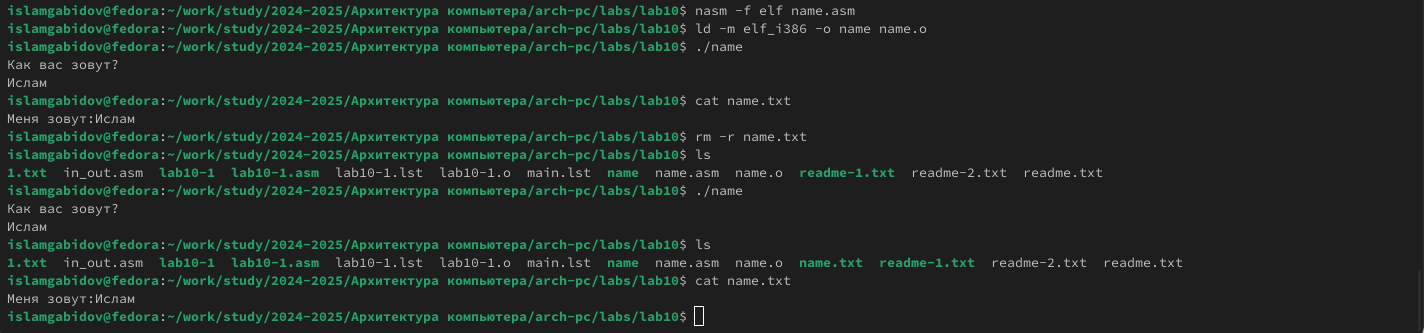 islamgabidov@fedora:~/work/study/2024-2025/Архитектура компьютера/arch-pc/labs/lab10$ nasm -f elf name.asm
islamgabidov@fedora:~/work/study/2024-2025/Архитектура компьютера/arch-pc/labs/lab10$ ld -m elf_i386 -o name name.o
islamgabidov@fedora:~/work/study/2024-2025/Архитектура компьютера/arch-pc/labs/lab10$ ./name
Как вас зовут?
Ислам
islamgabidov@fedora:~/work/study/2024-2025/Архитектура компьютера/arch-pc/labs/lab10$ cat name.txt
Меня зовут:Ислам
islamgabidov@fedora:~/work/study/2024-2025/Архитектура компьютера/arch-pc/labs/lab10$ rm -r name.txt
islamgabidov@fedora:~/work/study/2024-2025/Архитектура компьютера/arch-pc/labs/lab10$ ls
1.txt  in_out.asm  lab10-1  lab10-1.asm  lab10-1.lst  lab10-1.o  main.lst  name  name.asm  name.o  readme-1.txt  readme-2.txt  readme.txt
islamgabidov@fedora:~/work/study/2024-2025/Архитектура компьютера/arch-pc/labs/lab10$ ./name
Как вас зовут?
Ислам
islamgabidov@fedora:~/work/study/2024-2025/Архитектура компьютера/arch-pc/labs/lab10$ ls
1.txt  in_out.asm  lab10-1  lab10-1.asm  lab10-1.lst  lab10-1.o  main.lst  name  name.asm  name.o  name.txt  readme-1.txt  readme-2.txt  readme.txt
islamgabidov@fedora:~/work/study/2024-2025/Архитектура компьютера/arch-pc/labs/lab10$ cat name.txt
Меня зовут:Ислам
islamgabidov@fedora:~/work/study/2024-2025/Архитектура компьютера/arch-pc/labs/lab10$